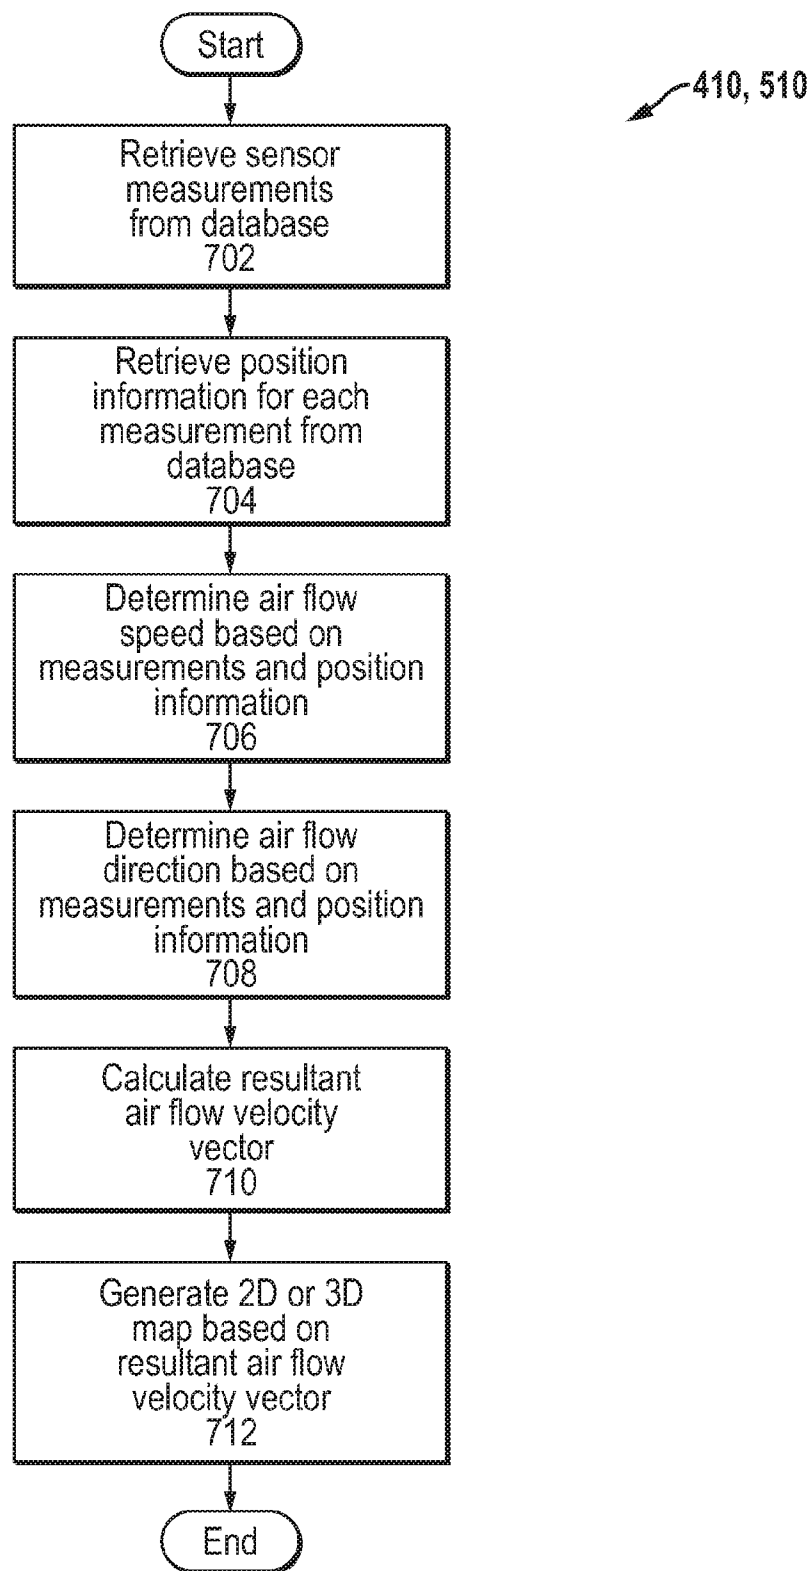 Start
410, 510
Retrieve sensor
measurements
from database
702
Retrieve position
information for each
measurement from
database
704
Determine air flow
speed based on
measurements and position
information
706
Determine air flow
direction based on
measurements and position
information
708
Calculate resultant
air flow velocity
vector
710
Generate 2D or 3D
map based on
resultant air flow
velocity vector
712
End